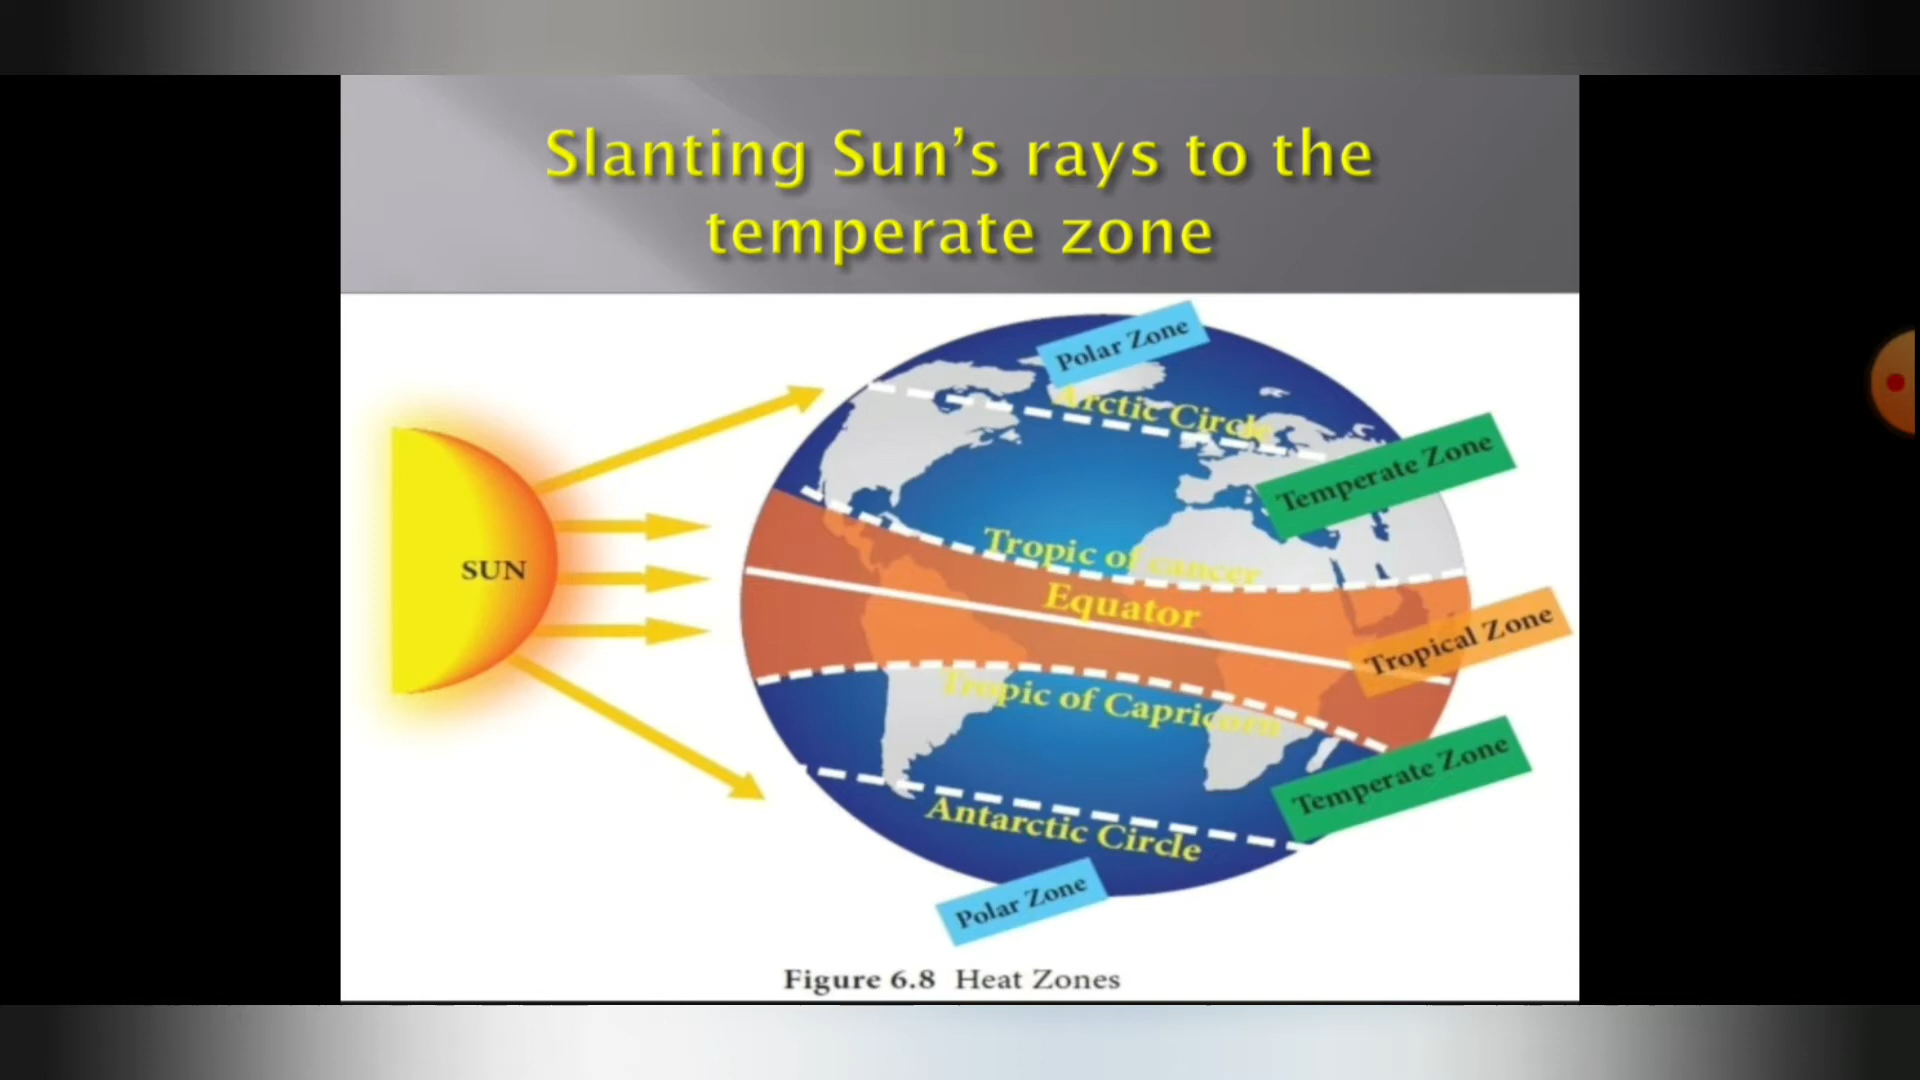 Slanting Sun's rays to the
temperate zone
Polar Zone
Arctic Circle
Temperate Zone
SUN
Tropic of cancer
Equator
Tropical Zone
Tropic of Capricorn
Temperate Zone
Antarctic Circle
Polar Zone
Figure 6.8 Heat Zones